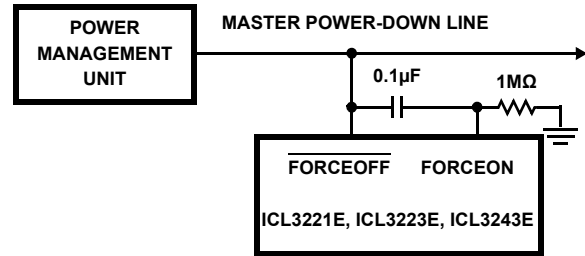 POWER
MANAGEMENT
UNIT
MASTER POWER-DOWN LINE
0.1µF
1MΩ
FORCEOFF FORCEON
ICL3221E, ICL3223E, ICL3243E